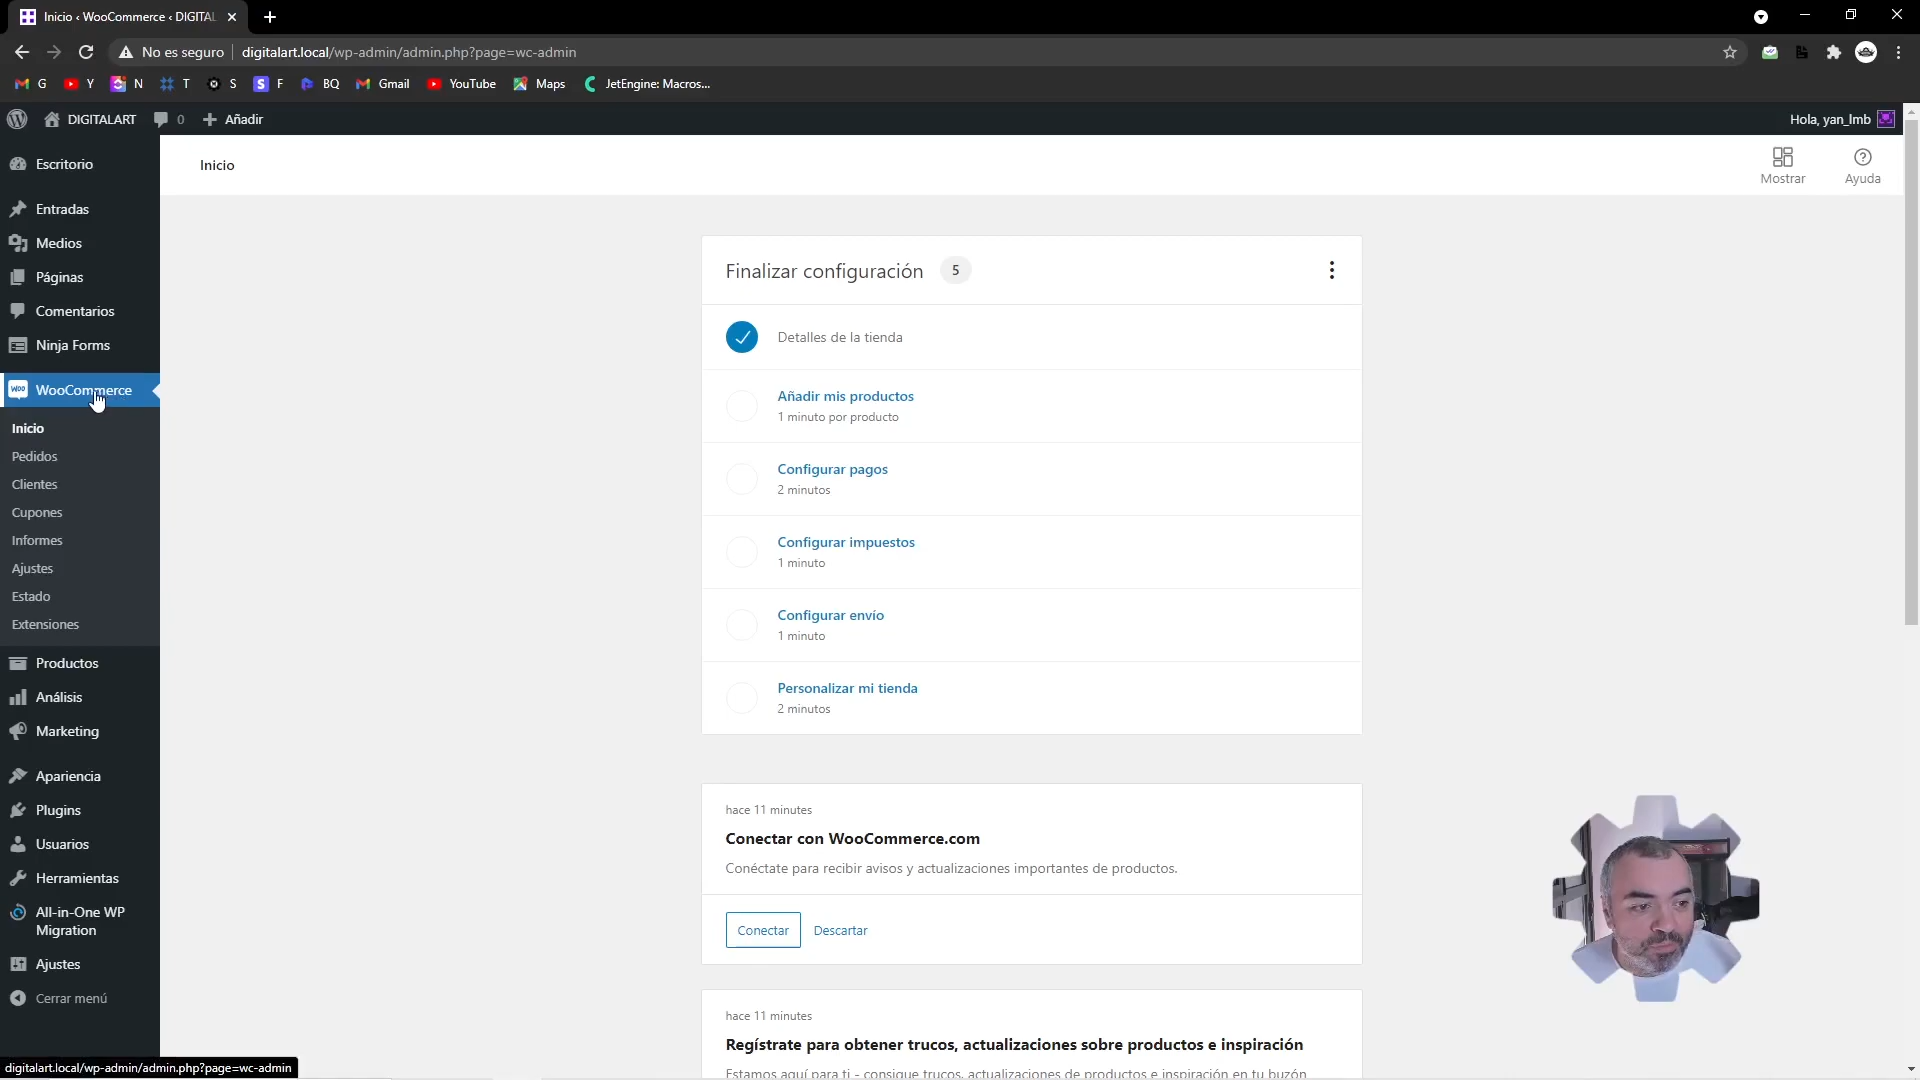 Inicio ‹ WooCommerce ‹ DIGITAL
No es seguro
digitalart.local/wp-admin/admin.php?page=wc-admin
G
Y
N
T
S
F
BQ
Gmail
YouTube
Maps
JetEngine: Macros...
DIGITALART
0
Añadir
Hola, yan_lmb
Escritorio
Entradas
Medios
Páginas
Comentarios
Ninja Forms
Woo
WooCommerce
Inicio
Pedidos
Clientes
Cupones
Informes
Ajustes
Estado
Extensiones
Productos
Análisis
Marketing
Apariencia
Plugins
Usuarios
Herramientas
All-in-One WP
Migration
Ajustes
Cerrar menú
Inicio
Mostrar
Ayuda
Finalizar configuración 5
Detalles de la tienda
Añadir mis productos
1 minuto por producto
Configurar pagos
2 minutos
Configurar impuestos
1 minuto
Configurar envío
1 minuto
Personalizar mi tienda
2 minutos
hace 11 minutes
Conectar con WooCommerce.com
Conéctate para recibir avisos y actualizaciones importantes de productos.
Conectar
Descartar
hace 11 minutes
Regístrate para obtener trucos, actualizaciones sobre productos e inspiración
Estamos aquí para ti - consigue trucos, actualizaciones de productos e inspiración en tu buzón
digitalart.local/wp-admin/admin.php?page=wc-admin